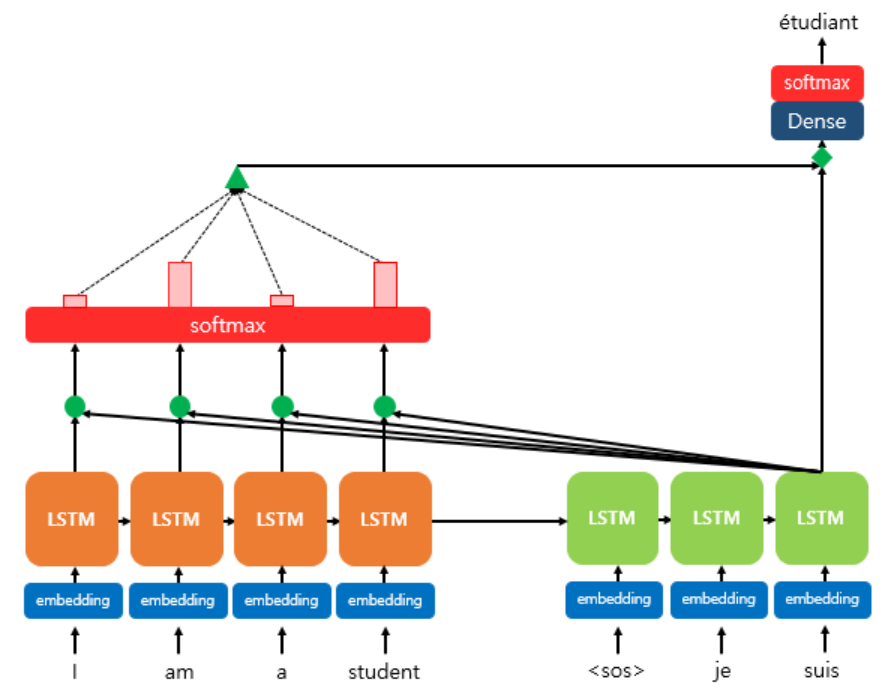 étudiant
softmax
Dense
softmax
LSTM LSTM LSTM LSTM LSTM LSTM LSTM
embedding embedding embedding embedding embedding embedding embedding
I am a student <sos> je suis